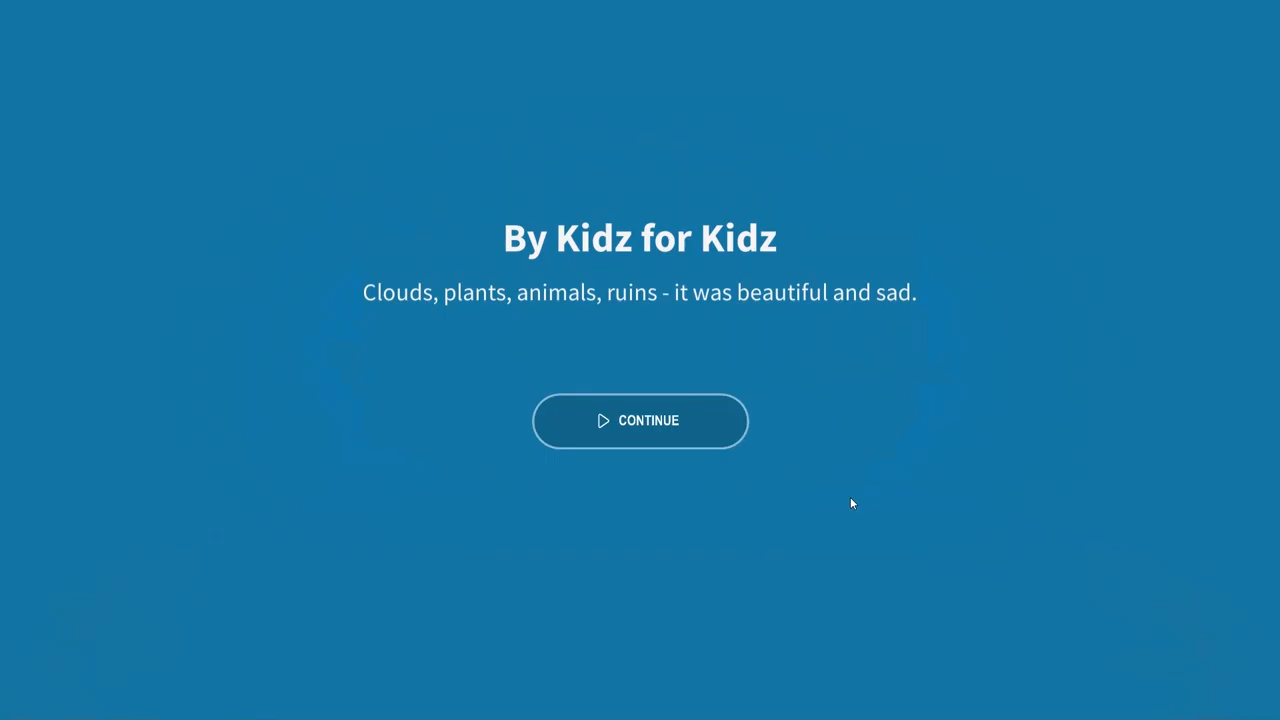 By Kidz for Kidz
Clouds, plants, animals, ruins - it was beautiful and sad.
CONTINUE